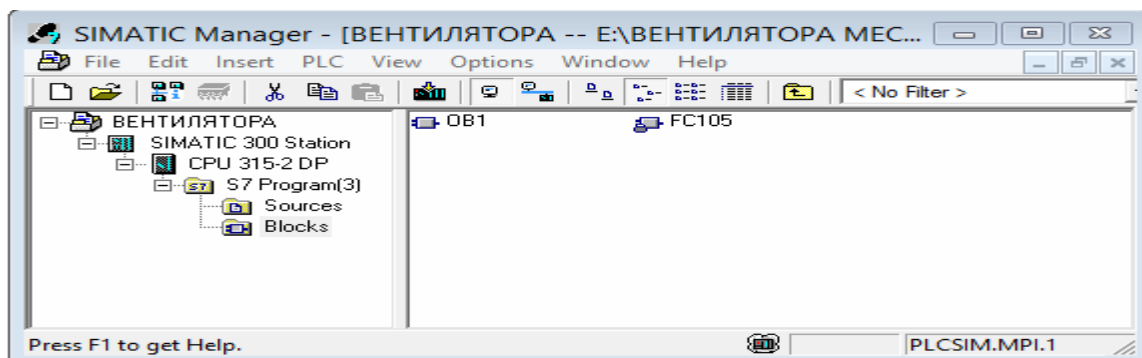 SIMATIC Manager - [ВЕНТИЛЯТОРА -- E:\ВЕНТИЛЯТОРА МЕС...
File Edit Insert PLC View Options Window Help
< No Filter >
ВЕНТИЛЯТОРА
SIMATIC 300 Station
CPU 315-2 DP
S7 Program(3)
Sources
Blocks
OB1 FC105
Press F1 to get Help. PLCSIM.MPI.1